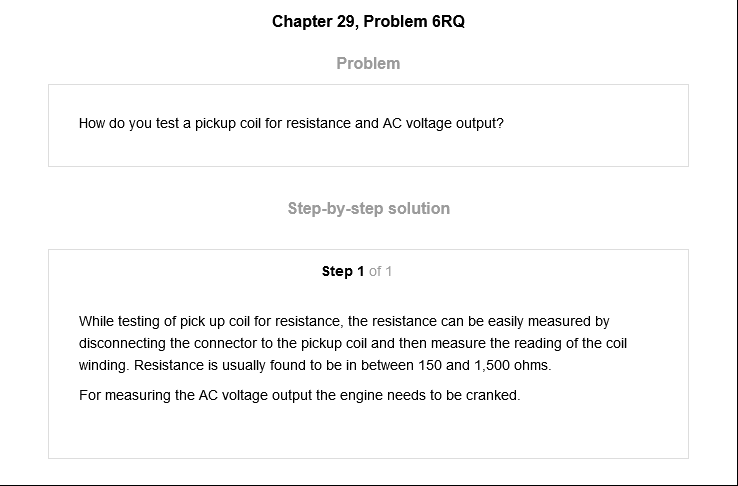 Chapter 29, Problem 6RQ
Problem
How do you test a pickup coil for resistance and AC voltage output?
Step-by-step solution
Step 1 of 1
While testing of pick up coil for resistance, the resistance can be easily measured by
disconnecting the connector to the pickup coil and then measure the reading of the coil
winding. Resistance is usually found to be in between 150 and 1,500 ohms.
For measuring the AC voltage output the engine needs to be cranked.